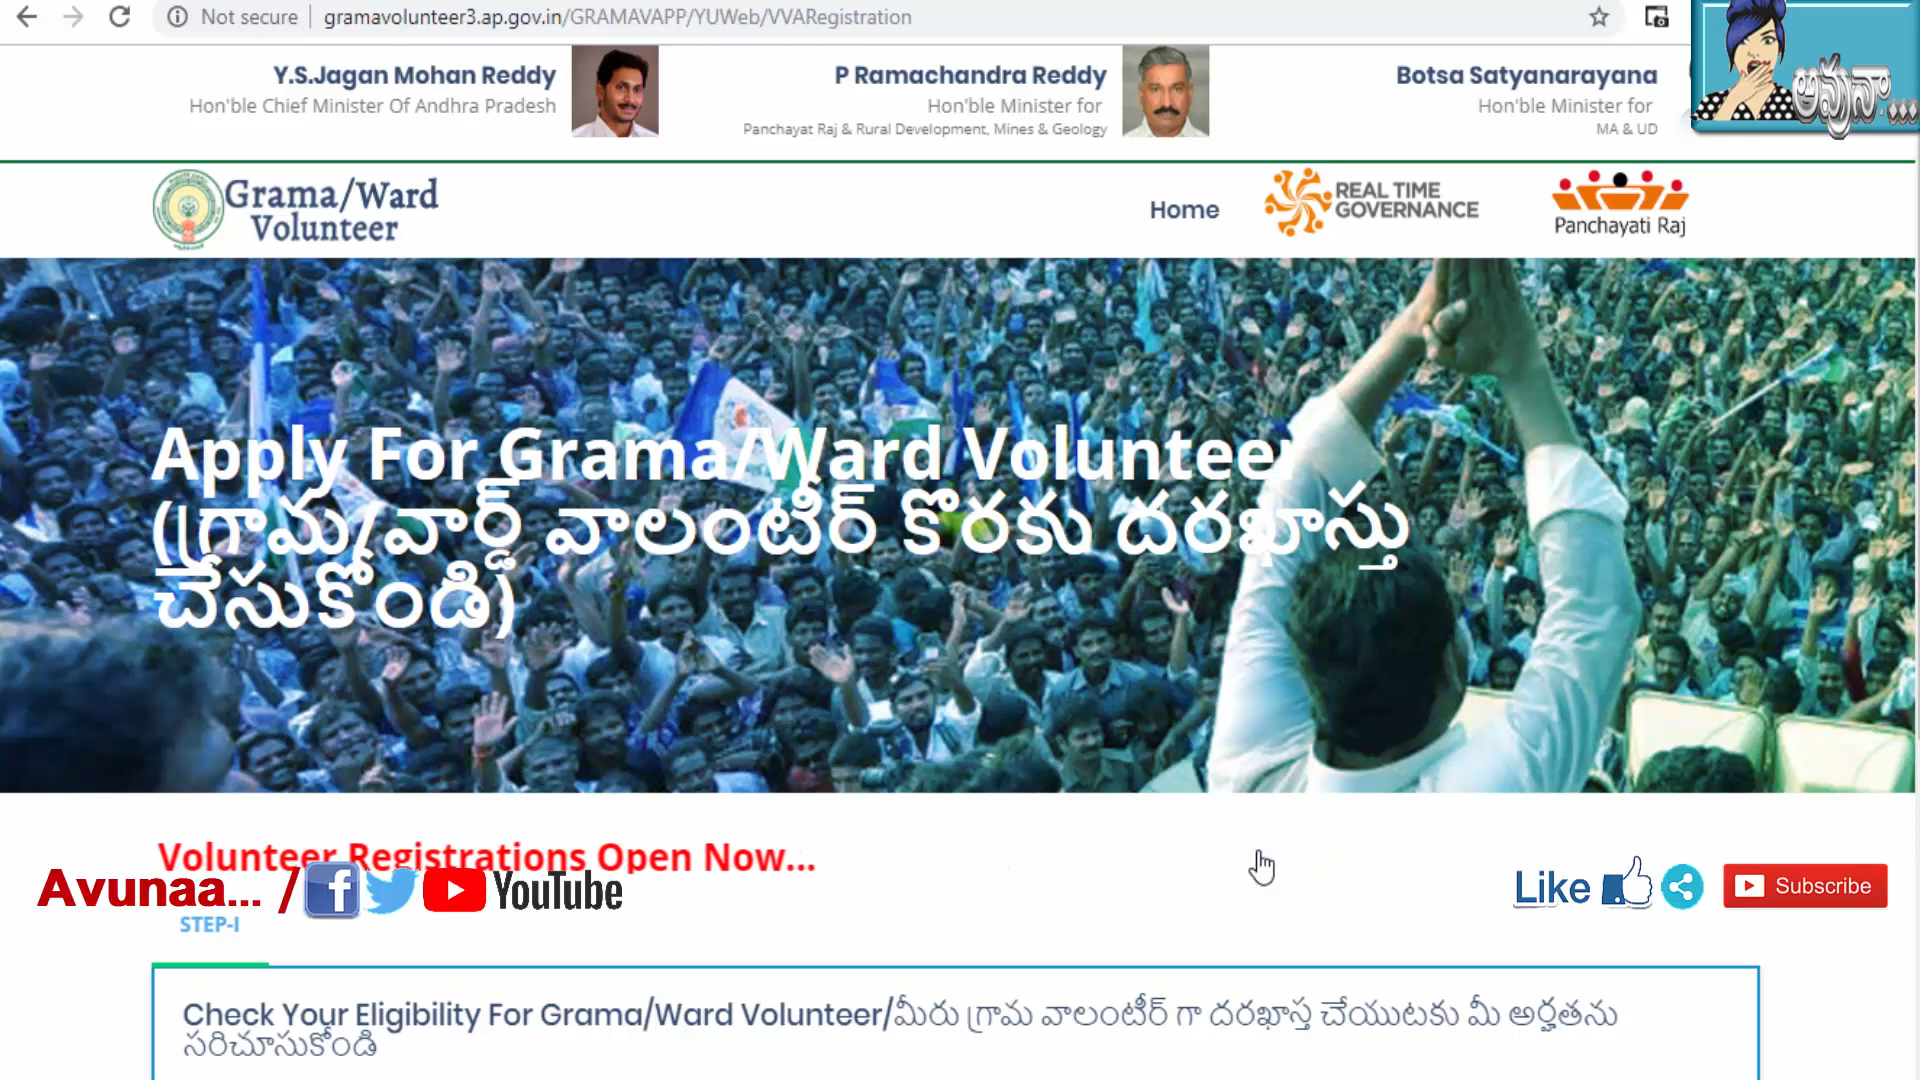 Not secure | gramavolunteer3.ap.gov.in/GRAMAVAPP/YUWeb/VVARegistration
Y.S.Jagan Mohan Reddy
Hon'ble Chief Minister Of Andhra Pradesh
P Ramachandra Reddy
Hon'ble Minister for
Panchayat Raj & Rural Development, Mines & Geology
Botsa Satyanarayana
Hon'ble Minister for
MA & UD
అవునా...
Grama/Ward
Volunteer
Home
REAL TIME
GOVERNANCE
Panchayati Raj
Apply For Grama/Ward Volunteer
(గ్రామ/వార్డ్ వాలంటీర్ కొరకు దరఖాస్తు
చేసుకోండి)
Volunteer Registrations Open Now...
Avunaa... / YouTube
Like Subscribe
STEP-I
Check Your Eligibility For Grama/Ward Volunteer/మీరు గ్రామ వాలంటీర్ గా దరఖాస్త చేయుటకు మీ అర్హతను
సరిచూసుకోండి